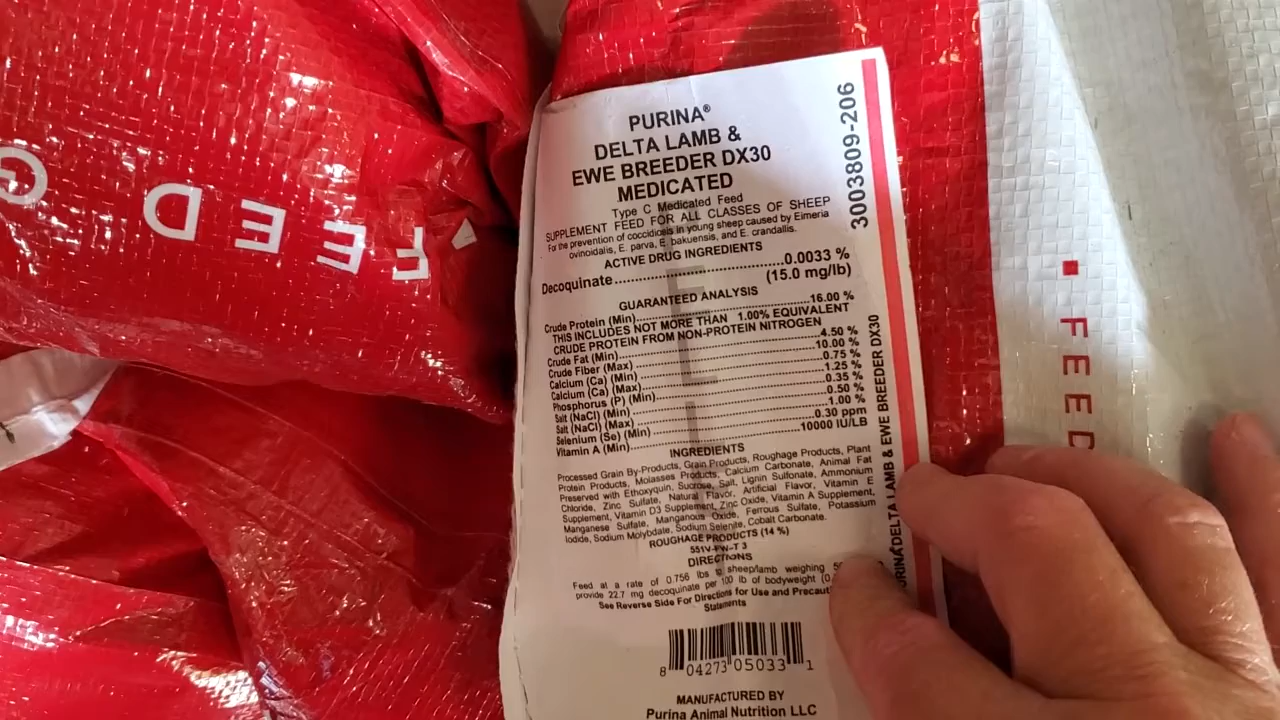 FEED G
PURINA®
DELTA LAMB &
EWE BREEDER DX30
MEDICATED
Type C Medicated Feed
SUPPLEMENT FEED FOR ALL CLASSES OF SHEEP
For the prevention of coccidiosis in young sheep caused by Eimeria
ovinoidalis, E. parva, E. bakuensis, and E. crandallis.
ACTIVE DRUG INGREDIENTS
Decoquinate..............................0.0033 %
(15.0 mg/lb)
GUARANTEED ANALYSIS
Crude Protein (Min)..............................16.00 %
THIS INCLUDES NOT MORE THAN 1.00% EQUIVALENT
CRUDE PROTEIN FROM NON-PROTEIN NITROGEN
Crude Fat (Min)..............................4.50 %
Crude Fiber (Max)..............................10.00 %
Calcium (Ca) (Min)..............................0.75 %
Calcium (Ca) (Max)..............................1.25 %
Phosphorus (P) (Min)..............................0.35 %
Salt (NaCl) (Min)..............................0.50 %
Salt (NaCl) (Max)..............................1.00 %
Selenium (Se) (Min)..............................0.30 ppm
Vitamin A (Min)..............................10000 IU/LB
INGREDIENTS
Processed Grain By-Products, Grain Products, Roughage Products, Plant
Protein Products, Molasses Products, Calcium Carbonate, Animal Fat
Preserved with Ethoxyquin, Sucrose, Salt, Lignin Sulfonate, Ammonium
Chloride, Zinc Sulfate, Natural Flavor, Artificial Flavor, Vitamin E
Supplement, Vitamin D3 Supplement, Zinc Oxide, Vitamin A Supplement,
Manganese Sulfate, Manganous Oxide, Ferrous Sulfate, Potassium
Iodide, Sodium Molybdate, Sodium Selenite, Cobalt Carbonate.
ROUGHAGE PRODUCTS (14 %)
DIRECTIONS
Feed at a rate of 0.756 lbs to sheep/lamb weighing
provide 22.7 mg decoquinate per 100 lb of bodyweight
See Reverse Side For Directions for Use and
Statements
8 04273 05033 1
MANUFACTURED BY
Purina Animal Nutrition LLC
3003809-206
PURINA DELTA LAMB & EWE BREEDER DX30
FEED